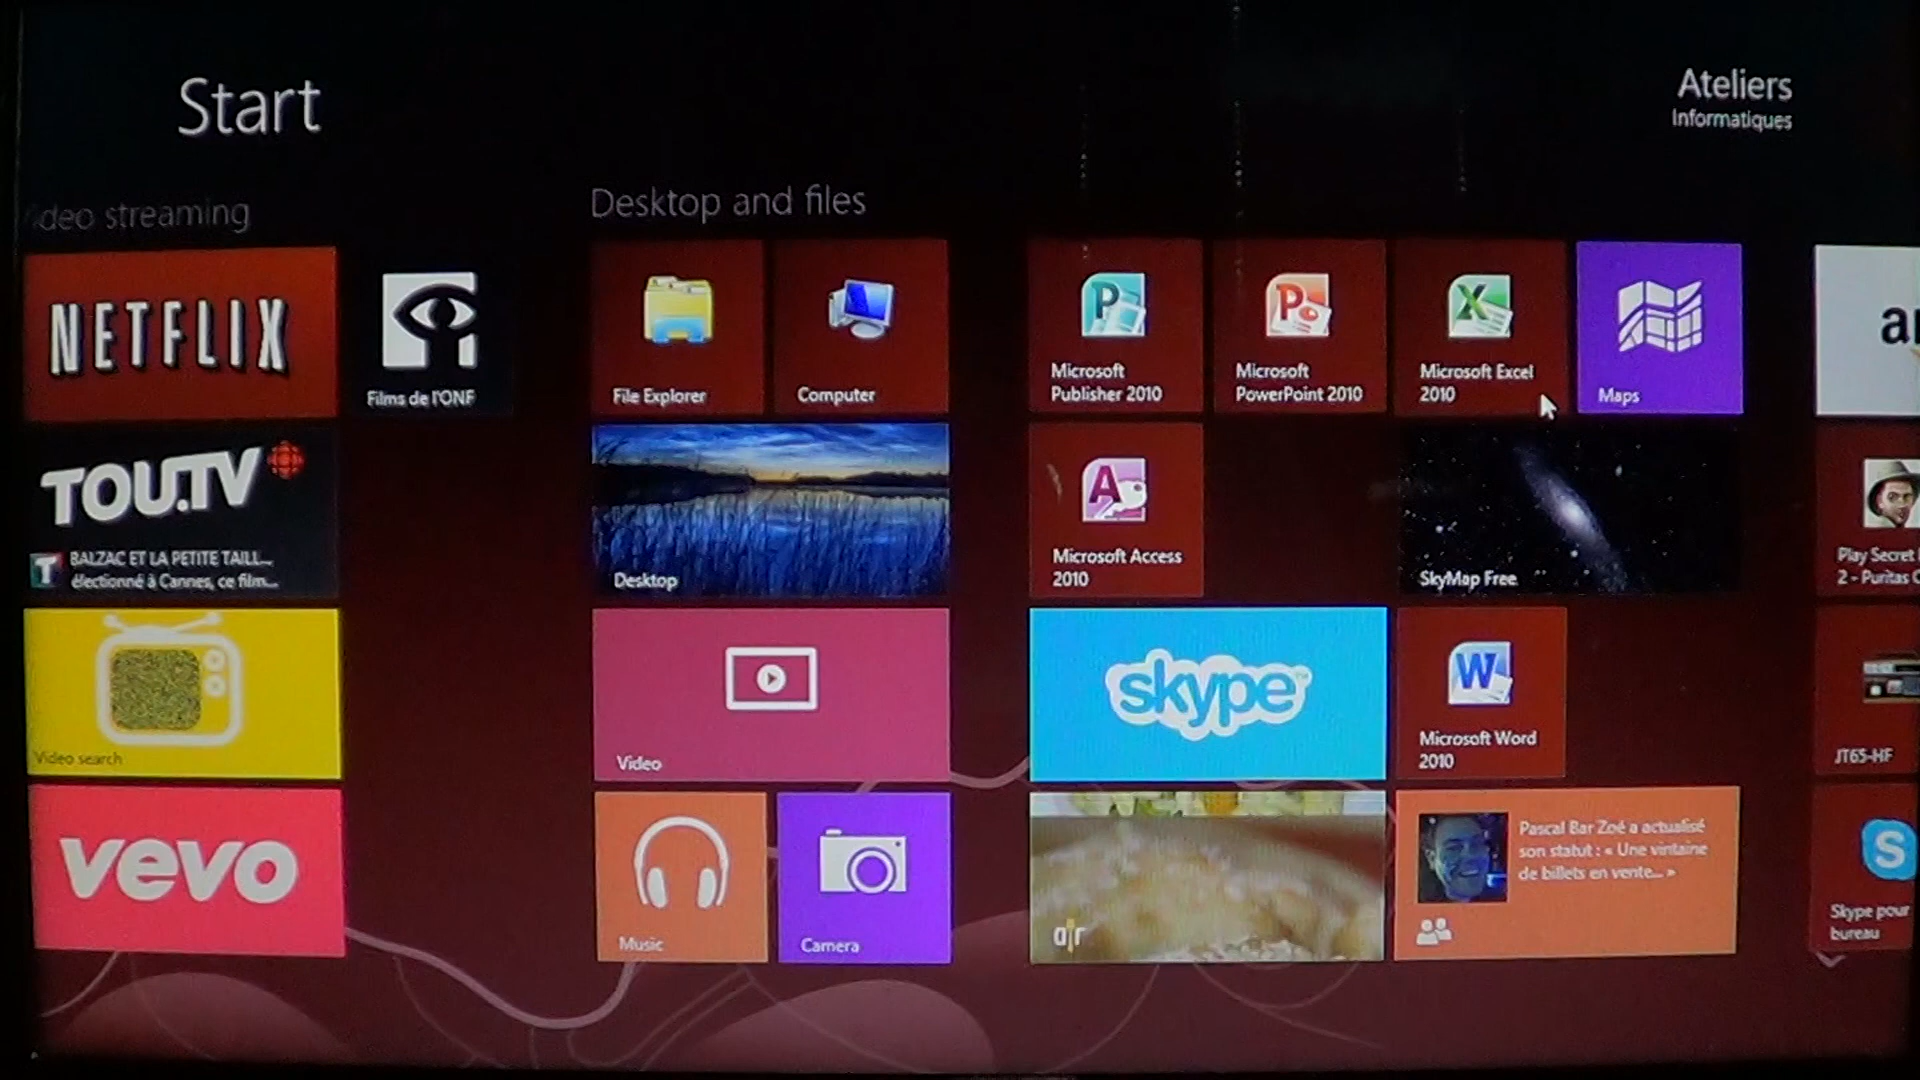 Start
Ateliers
Informatiques
ideo streaming
Desktop and files
NETFLIX
Films de l'ONF
TOU.TV
BALZAC ET LA PETITE TAILL...
électionné à Cannes, ce film...
Video search
vevo
File Explorer
Computer
Desktop
Video
Music
Camera
Microsoft
Publisher 2010
Microsoft
PowerPoint 2010
Microsoft Excel
2010
Maps
Microsoft Access
2010
SkyMap Free
skype
Microsoft Word
2010
Pascal Bar Zoé a actualisé
son statut : « Une vintaine
de billets en vente... »
Play Secret
2 - Puritas
JT65-HF
Skype pour
bureau